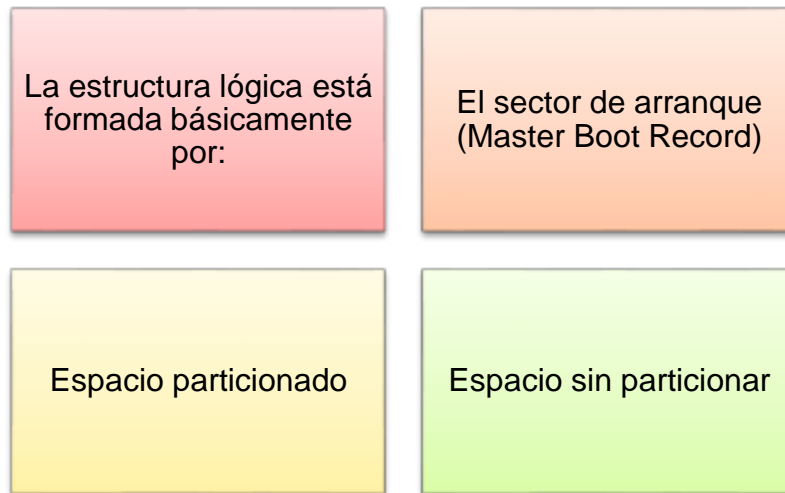 La estructura lógica está
formada básicamente
por:
El sector de arranque
(Master Boot Record)
Espacio particionado
Espacio sin particionar